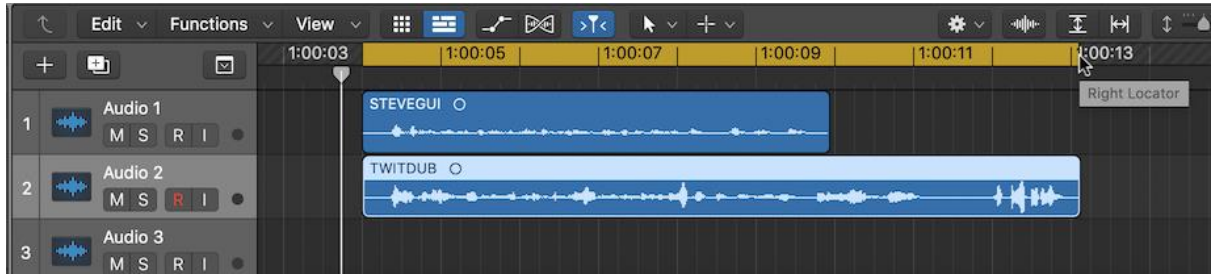 Edit Functions View
1:00:03 1:00:05 1:00:07 1:00:09 1:00:11 1:00:13
Right Locator
1 Audio 1
M S R I
STEVEGUI
2 Audio 2
M S R I
TWITDUB
3 Audio 3
M S R I